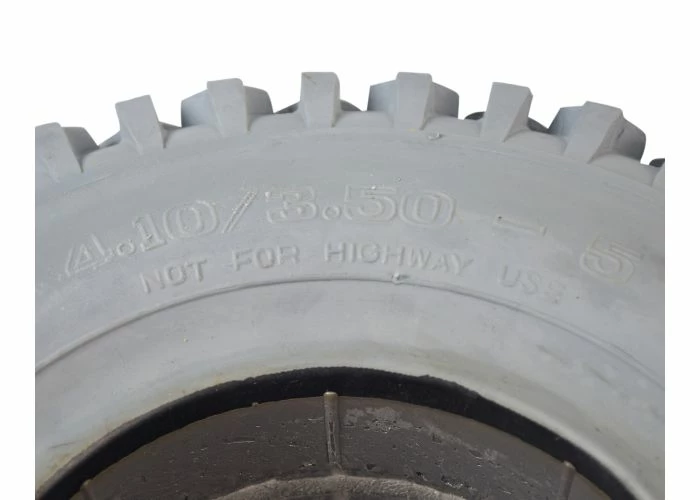 4.10/3.50 - 5
NOT FOR HIGHWAY USE